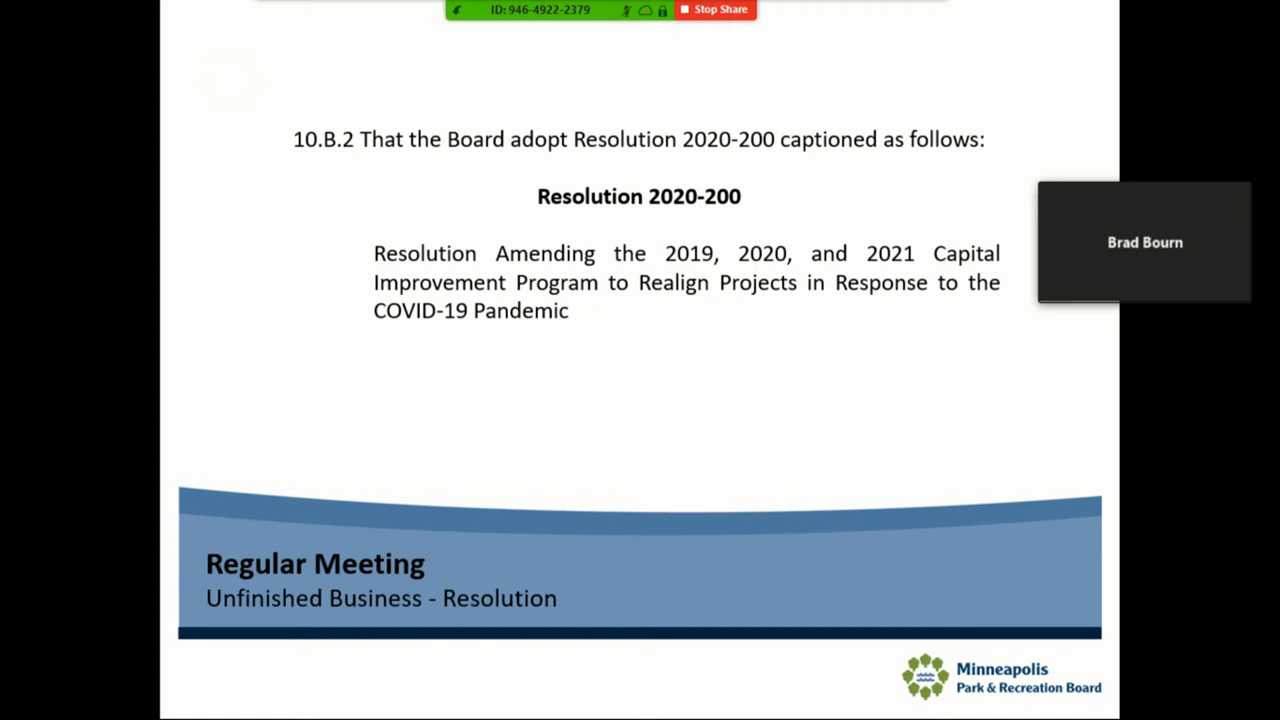 ID: 946-4922-2379 Stop Share
10.B.2 That the Board adopt Resolution 2020-200 captioned as follows:
Resolution 2020-200
Resolution Amending the 2019, 2020, and 2021 Capital
Improvement Program to Realign Projects in Response to the
COVID-19 Pandemic
Brad Bourn
Regular Meeting
Unfinished Business - Resolution
Minneapolis
Park & Recreation Board